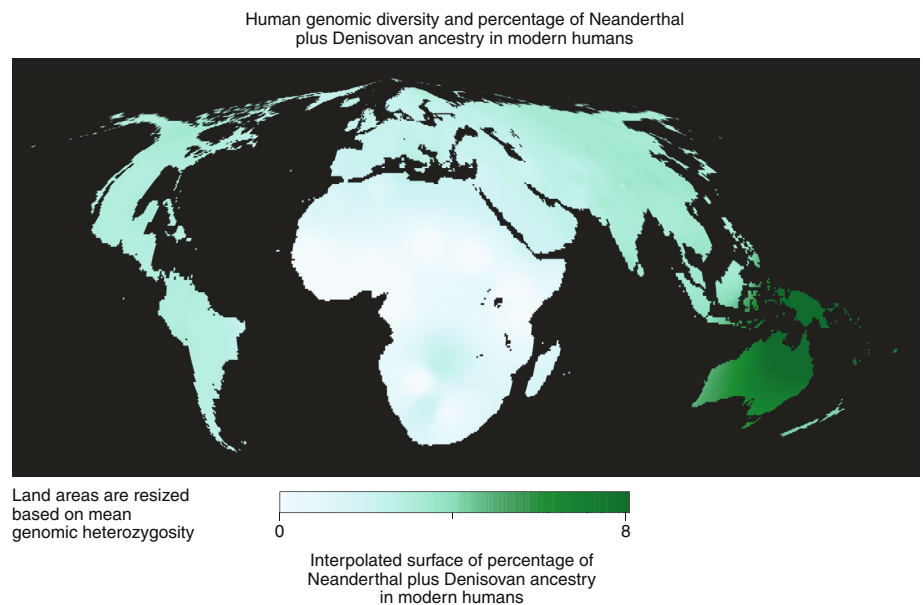 Human genomic diversity and percentage of Neanderthal
plus Denisovan ancestry in modern humans
Land areas are resized
based on mean
genomic heterozygosity
0
8
Interpolated surface of percentage of
Neanderthal plus Denisovan ancestry
in modern humans